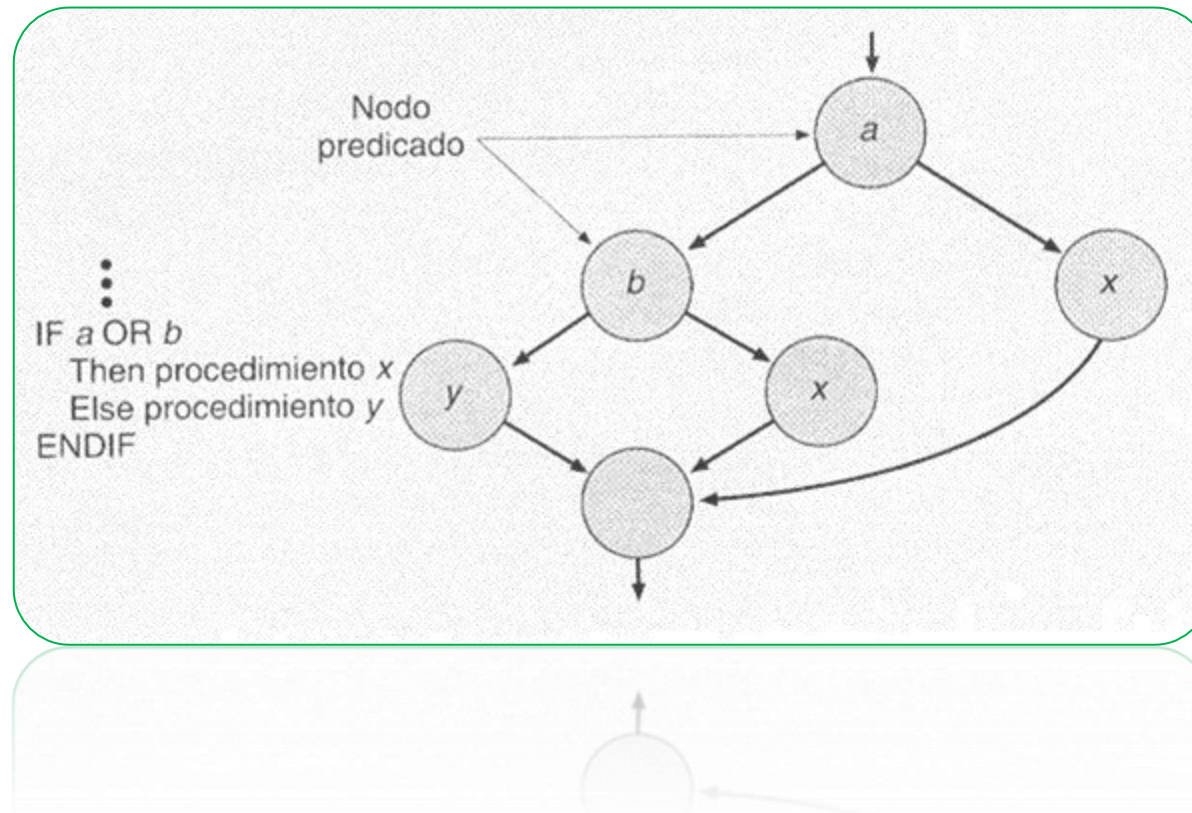 Nodo
predicado
a
b
x
IF a OR b
Then procedimiento x
Else procedimiento y
ENDIF
y
x